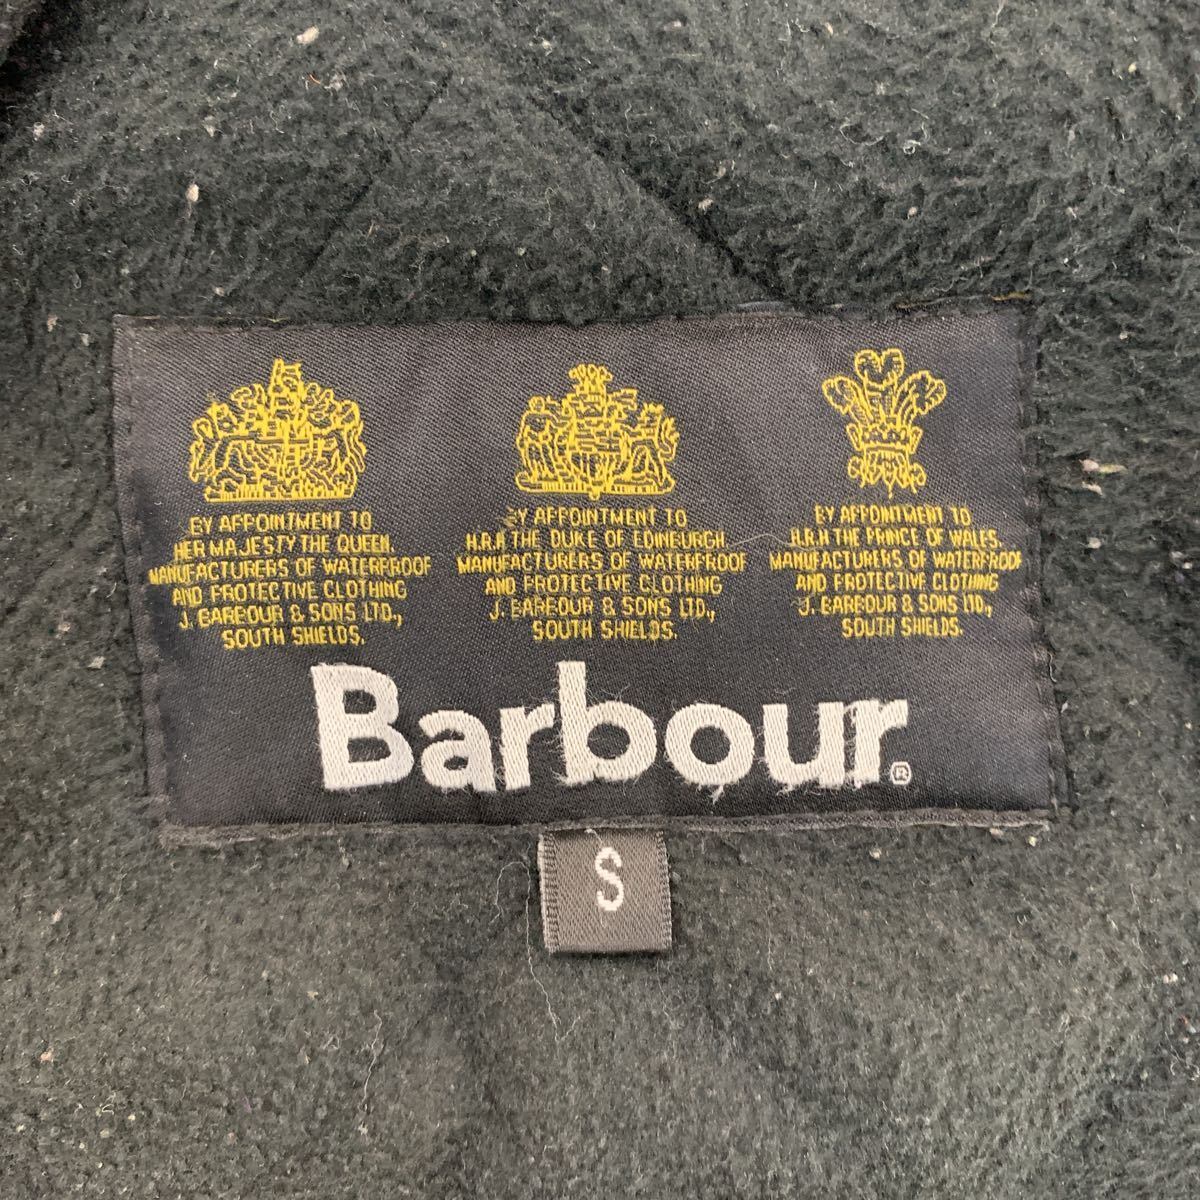 BY APPOINTMENT TO
HER MAJESTY THE QUEEN.
MANUFACTURERS OF WATERPROOF
AND PROTECTIVE CLOTHING
J. BARBOUR & SONS LTD.,
SOUTH SHIELDS.
BY APPOINTMENT TO
H.R.H THE DUKE OF EDINBURGH
MANUFACTURERS OF WATERPROOF
AND PROTECTIVE CLOTHING
J. BARBOUR & SONS LTD.,
SOUTH SHIELDS.
BY APPOINTMENT TO
H.R.H THE PRINCE OF WALES.
MANUFACTURERS OF WATERPROOF
AND PROTECTIVE CLOTHING
J. BARBOUR & SONS LTD.,
SOUTH SHIELDS.
Barbour®
S